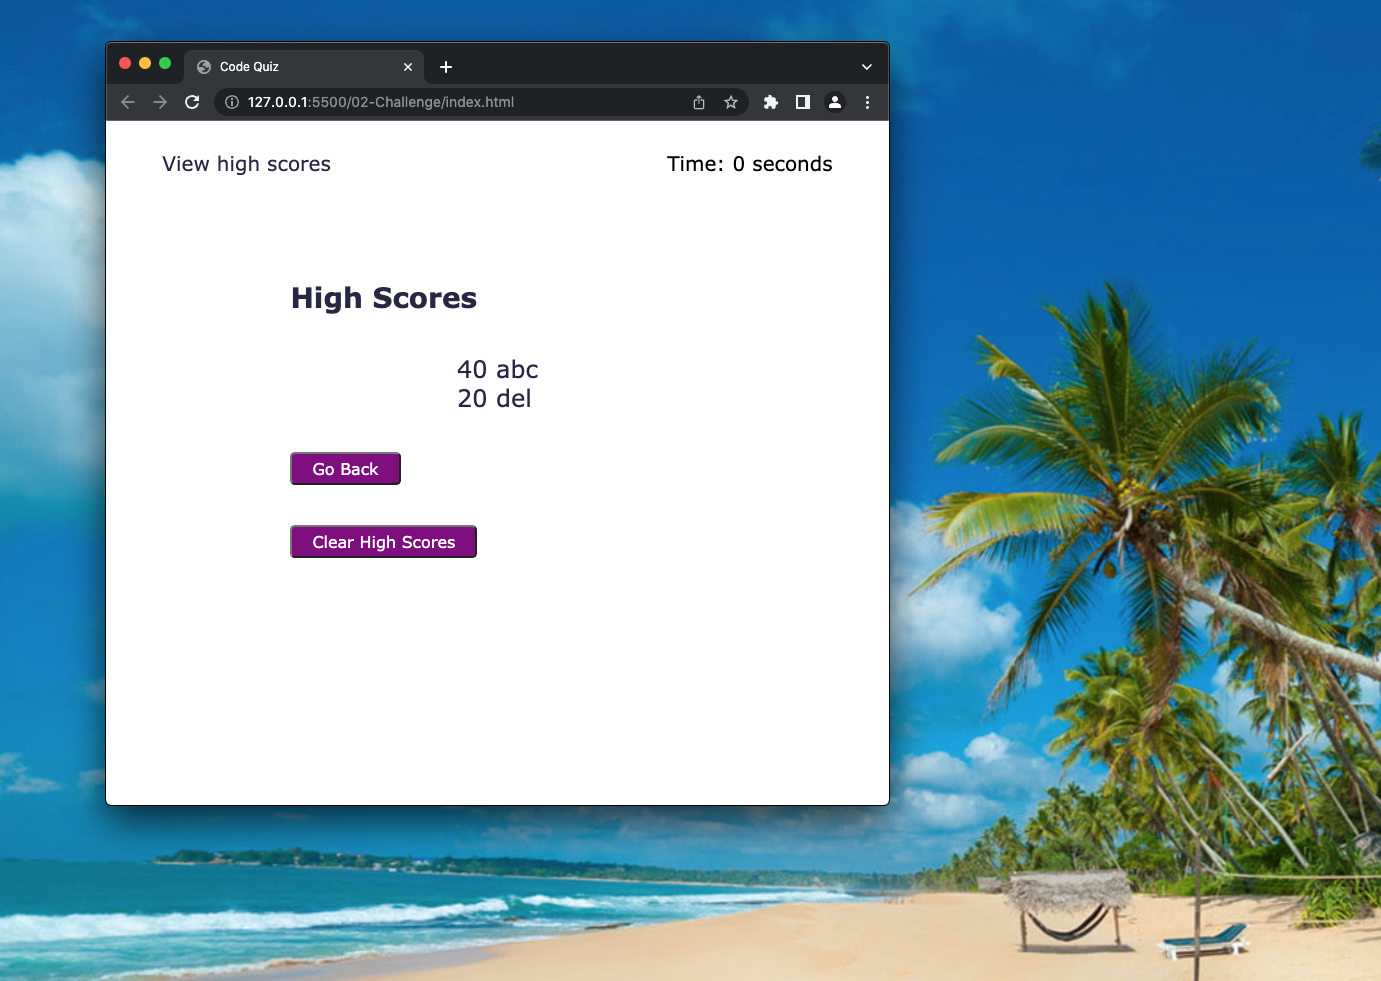 Code Quiz
127.0.0.1:5500/02-Challenge/index.html
View high scores
Time: 0 seconds
High Scores
40 abc
20 del
Go Back
Clear High Scores